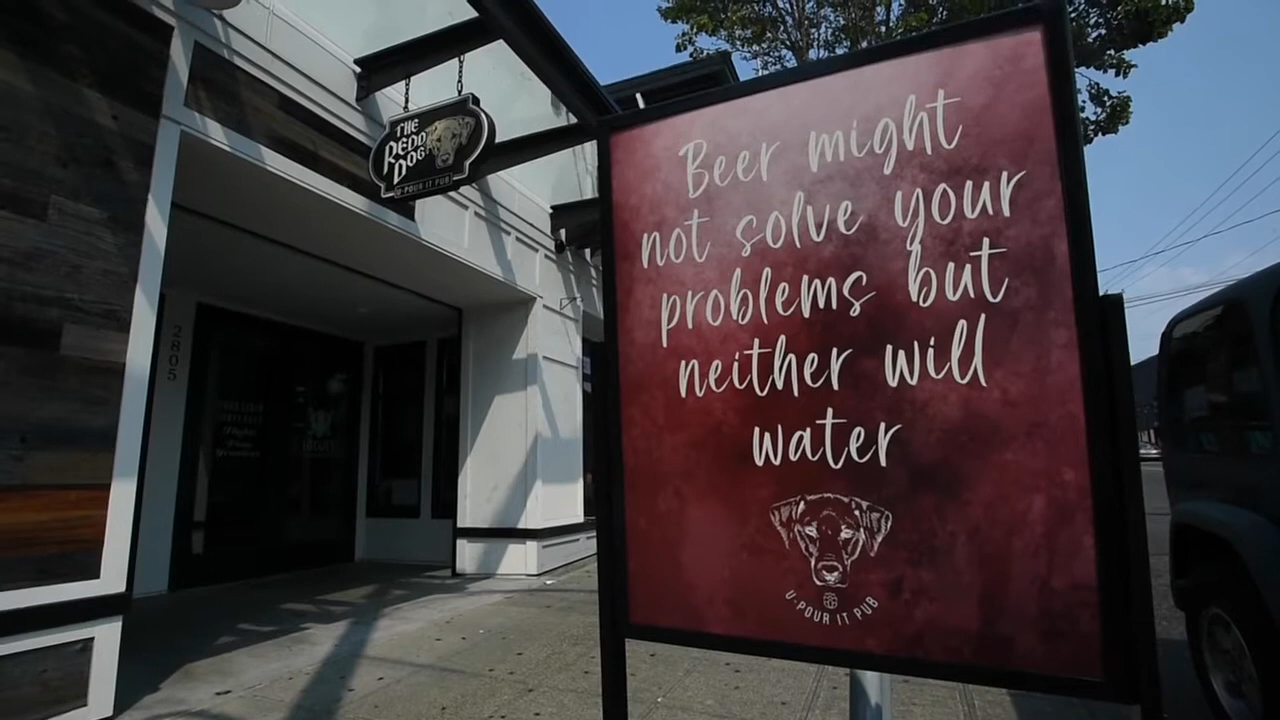 THE
REDD
DOG
U-POUR IT PUB
2805
Beer might
not solve your
problems but
neither will
water
U-POUR IT PUB